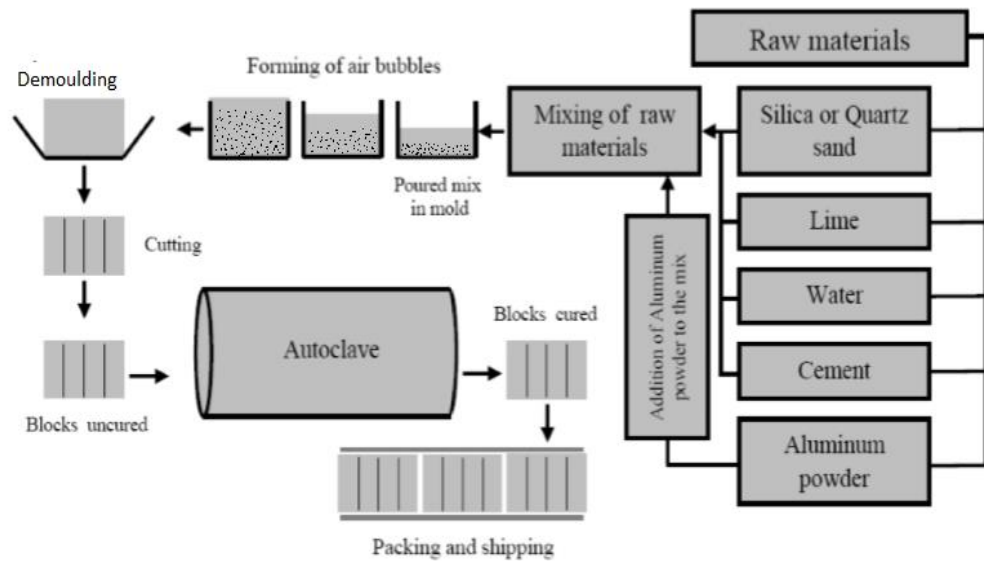 Raw materials
Demoulding
Forming of air bubbles
Mixing of raw
materials
Silica or Quartz
sand
Poured mix
in mold
Lime
Cutting
Addition of Aluminum
powder to the mix
Water
Blocks cured
Autoclave
Cement
Blocks uncured
Aluminum
powder
Packing and shipping